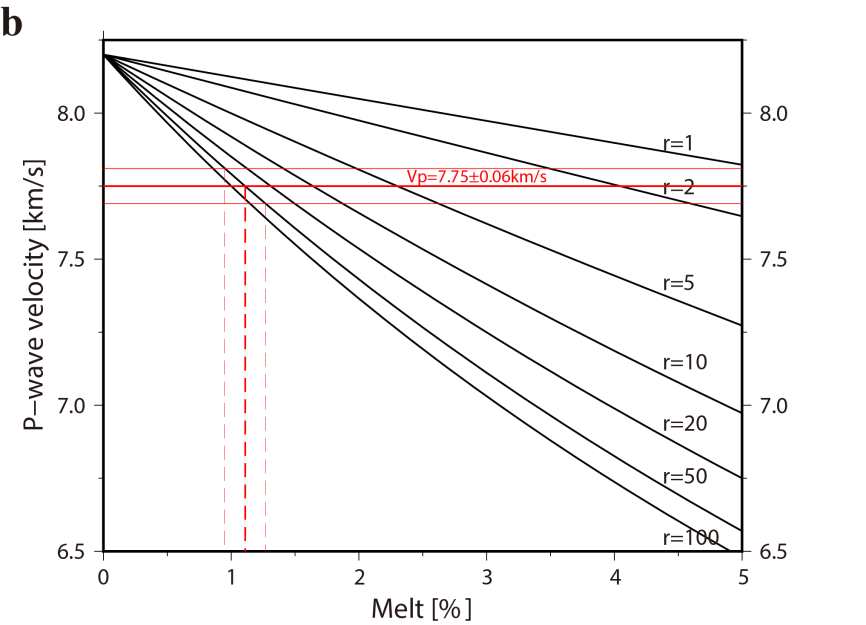 b
8.0
8.0
r=1
Vp=7.75±0.06km/s
r=2
7.5
7.5
r=5
r=10
7.0
7.0
r=20
r=50
r=100
6.5
6.5
0 1 2 3 4 5
P−wave velocity [km/s]
Melt [%]